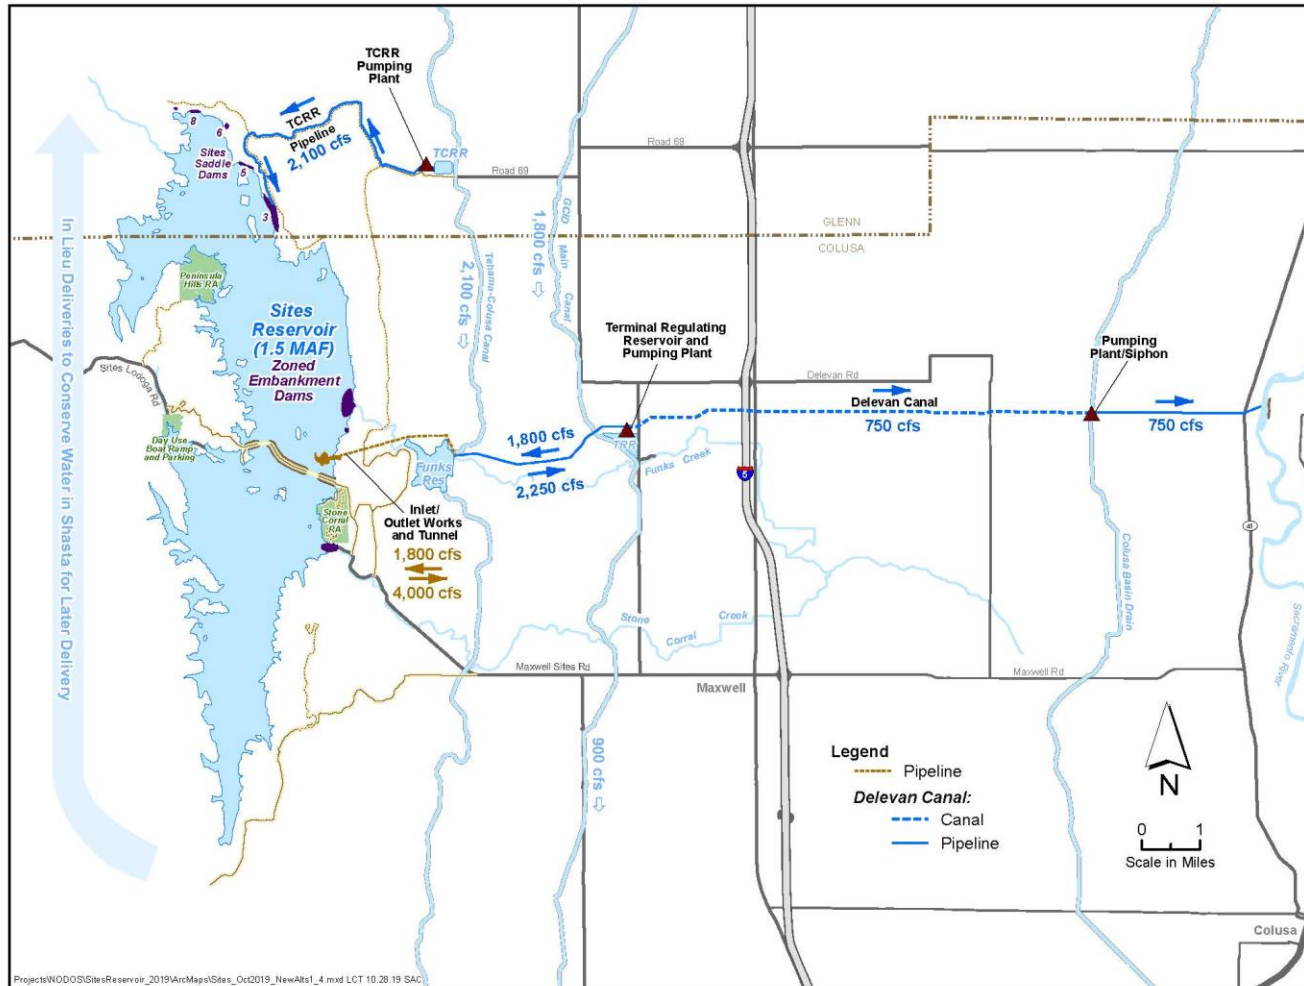 TCRR
Pumping
Plant
TCRR
Pipeline
2,100 cfs
TCRR
8
6
5
3
Sites
Saddle
Dams
Road 68
Road 69
GLENN
COLUSA
GCID Main Canal
1,800 cfs
Tehama-Colusa Canal
2,100 cfs
In Lieu Deliveries to Conserve Water in Shasta for Later Delivery
Peninsula
Hills RA
Sites
Reservoir
(1.5 MAF)
Zoned
Embankment
Dams
Terminal Regulating
Reservoir and
Pumping Plant
Pumping
Plant/Siphon
Delevan Rd
Delevan Canal
750 cfs
750 cfs
Sites Lodoga Rd
Day Use
Boat Ramp
and Parking
1,800 cfs
2,250 cfs
TRR
Funks Creek
Funks
Res
5
45
Inlet/
Outlet Works
and Tunnel
1,800 cfs
4,000 cfs
Stone
Corral
RA
Stone Corral Creek
Colusa Basin Drain
Sacramento River
Maxwell Sites Rd
Maxwell Rd
Maxwell
900 cfs
Legend
Pipeline
Delevan Canal:
Canal
Pipeline
N
0 1
Scale in Miles
Colusa
Projects\NODOS\SitesReservoir_2019\ArcMaps\Sites_Oct2019_NewAlts1_4.mxd LCT 10.28.19 SAC